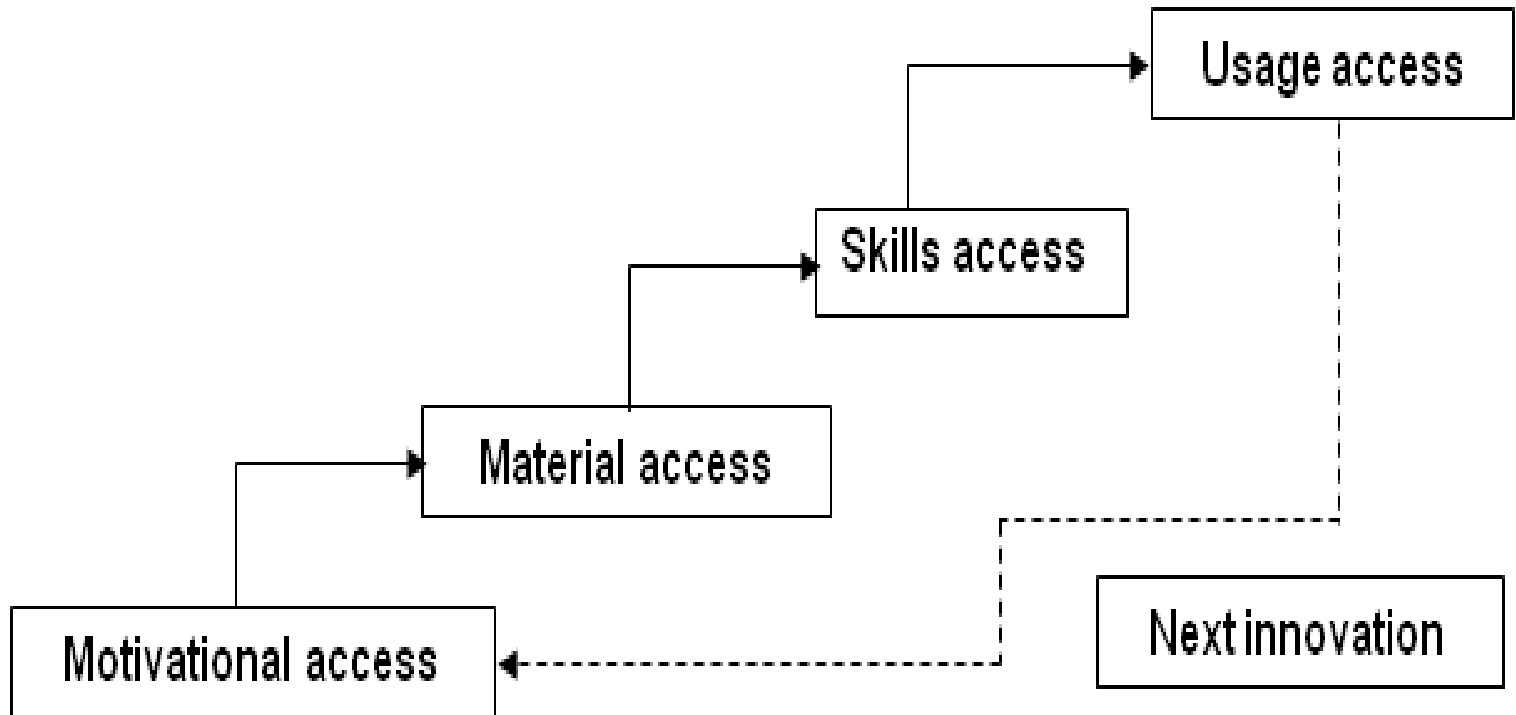 Usage access
Skills access
Material access
Next innovation
Motivational access